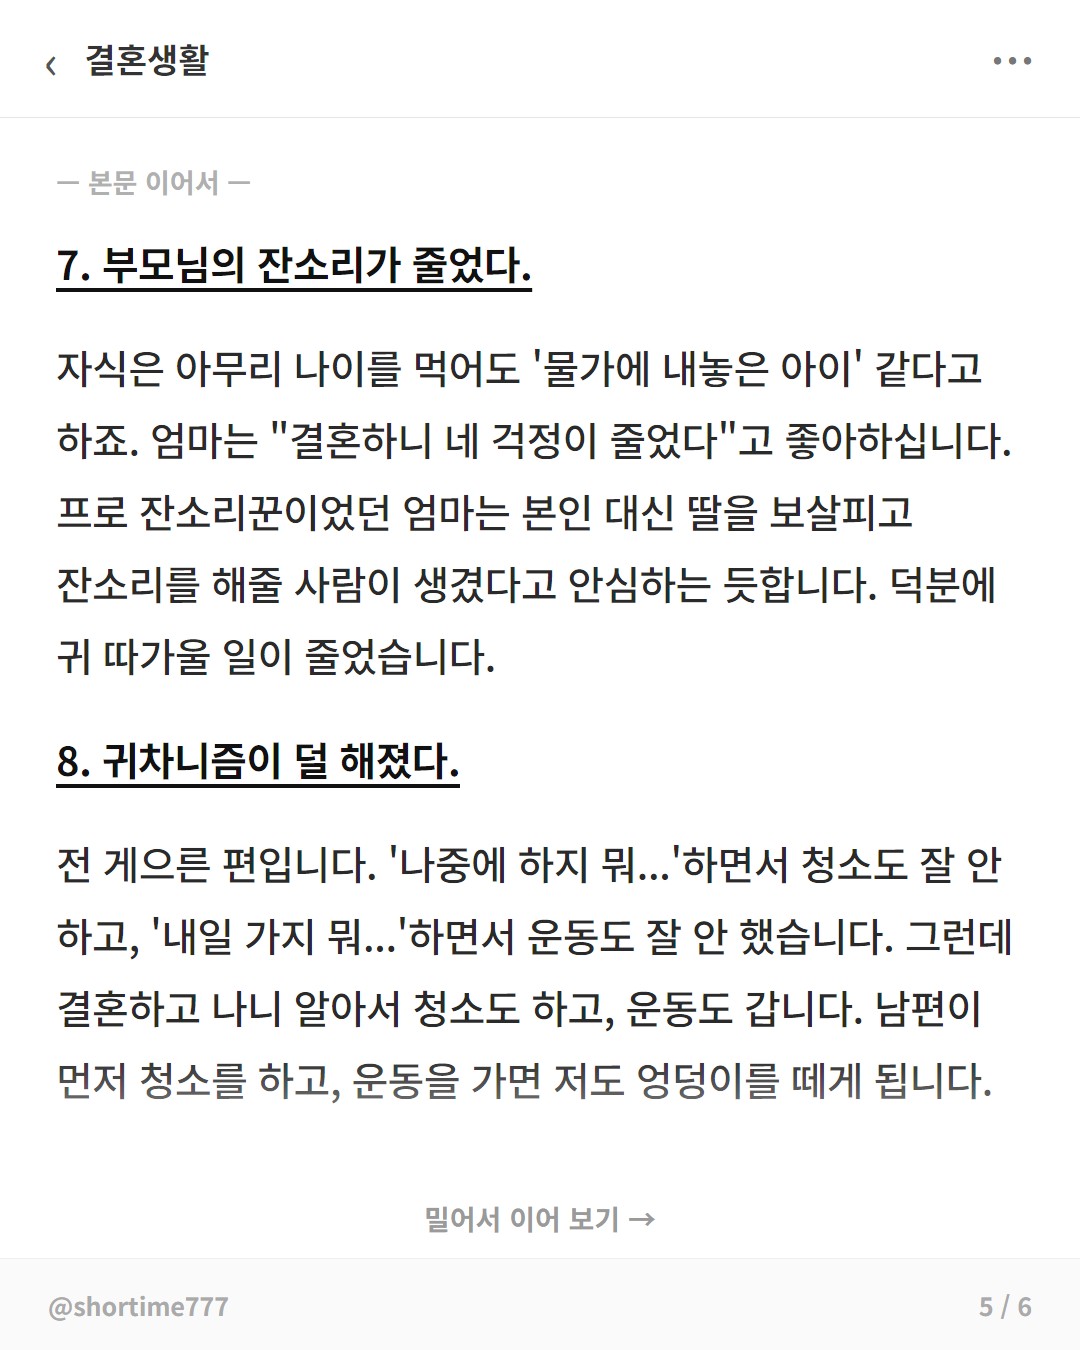 ‹ 결혼생활 •••
— 본문 이어서 —
7. 부모님의 잔소리가 줄었다.
자식은 아무리 나이를 먹어도 '물가에 내놓은 아이' 같다고
하죠. 엄마는 "결혼하니 네 걱정이 줄었다"고 좋아하십니다.
프로 잔소리꾼이었던 엄마는 본인 대신 딸을 보살피고
잔소리를 해줄 사람이 생겼다고 안심하는 듯합니다. 덕분에
귀 따가울 일이 줄었습니다.
8. 귀차니즘이 덜 해졌다.
전 게으른 편입니다. '나중에 하지 뭐...'하면서 청소도 잘 안
하고, '내일 가지 뭐...'하면서 운동도 잘 안 했습니다. 그런데
결혼하고 나니 알아서 청소도 하고, 운동도 갑니다. 남편이
먼저 청소를 하고, 운동을 가면 저도 엉덩이를 떼게 됩니다.
밀어서 이어 보기 →
@shortime777 5 / 6